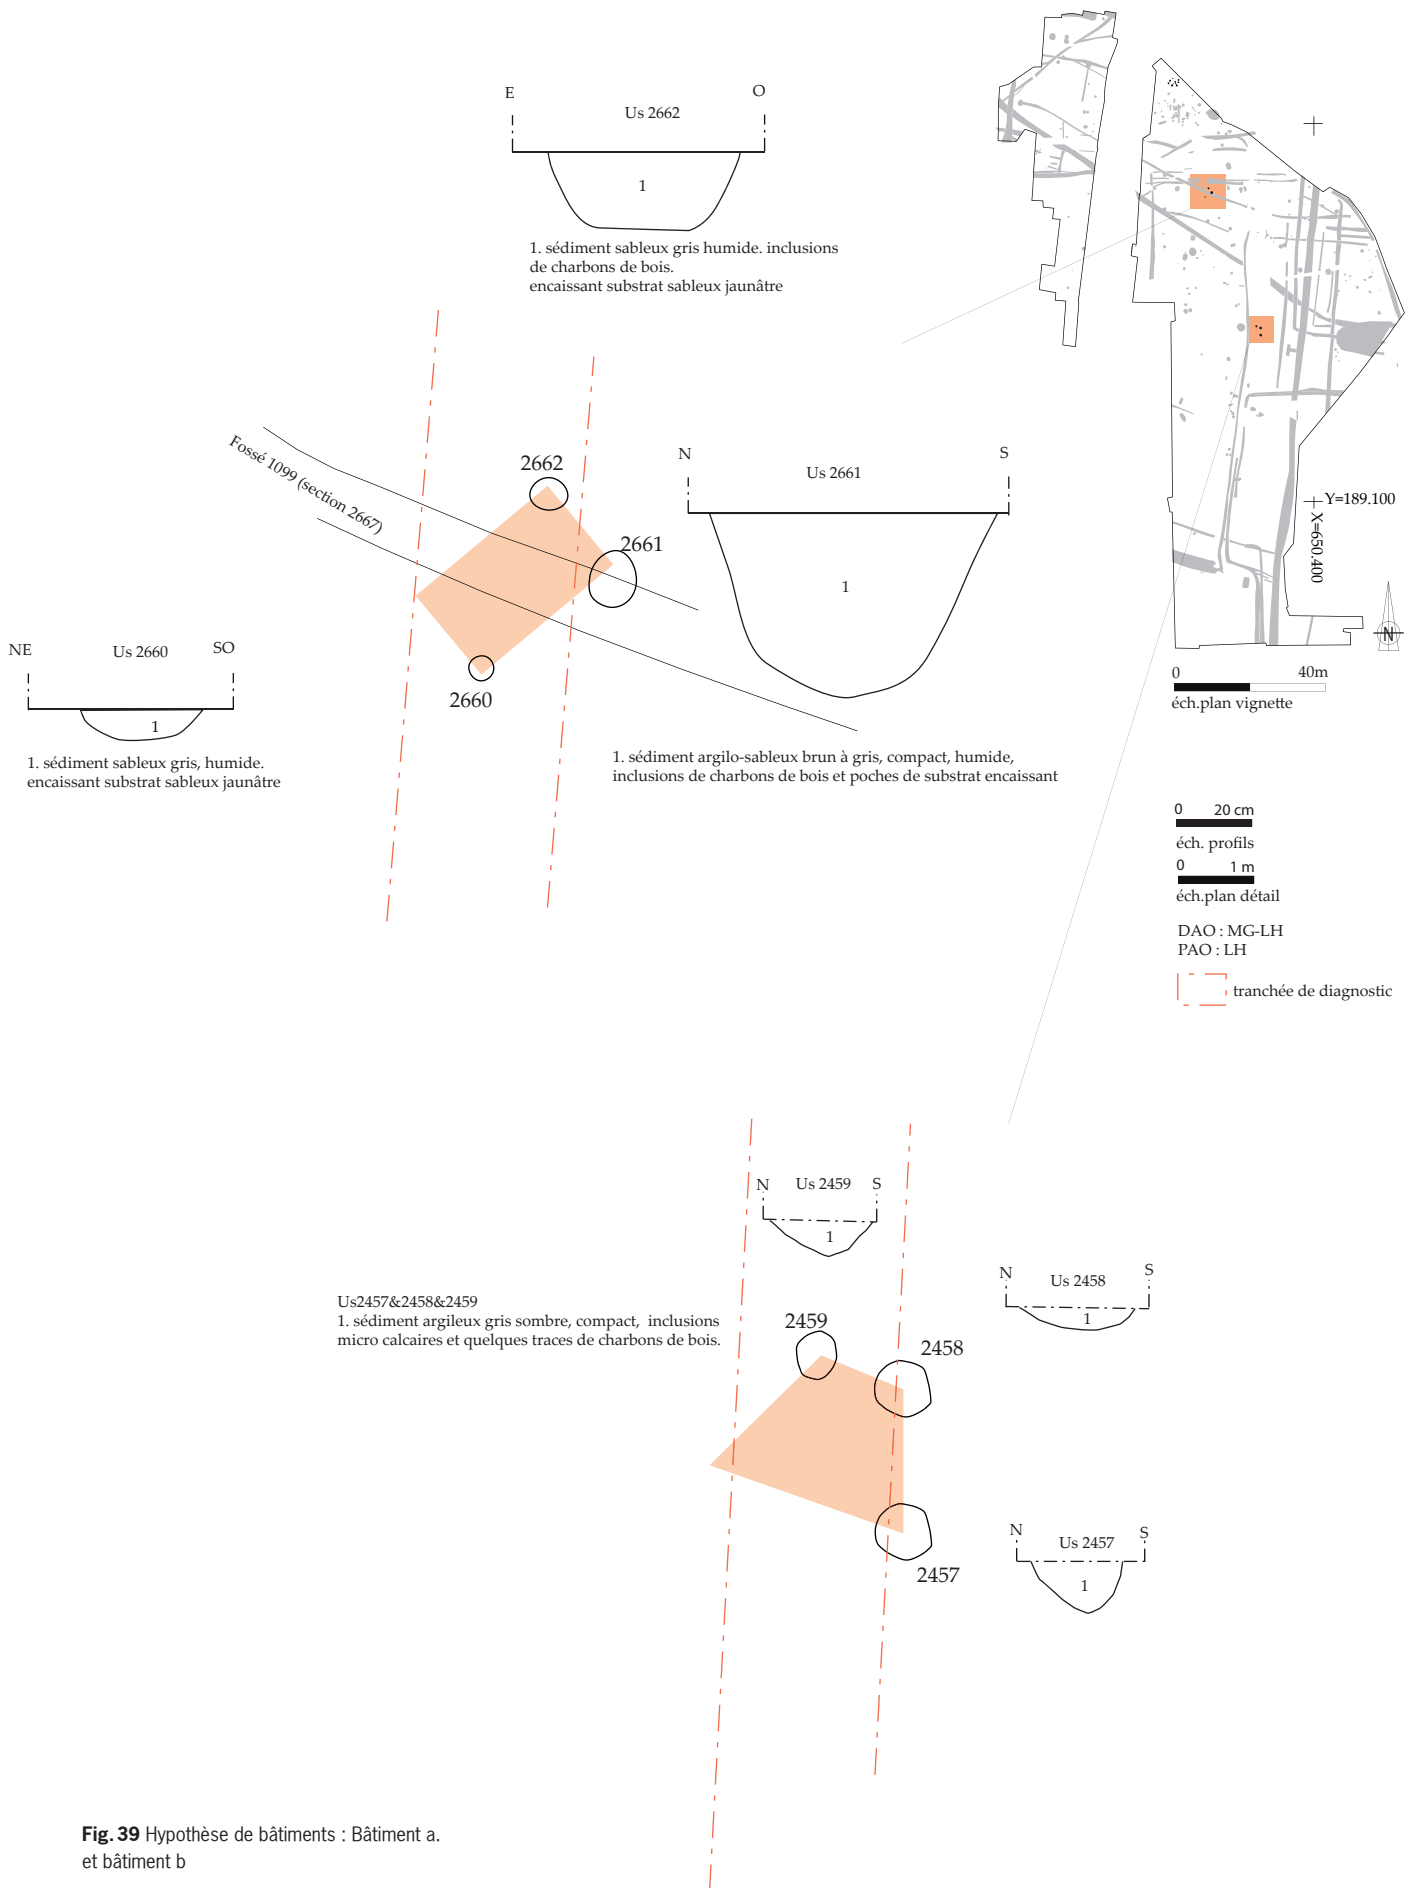 E
O
Us 2662
1
1. sédiment sableux gris humide. inclusions
de charbons de bois.
encaissant substrat sableux jaunâtre
Fossé 1099 (section 2667)
2662
2661
2660
N
S
Us 2661
1
1. sédiment argilo-sableux brun à gris, compact, humide,
inclusions de charbons de bois et poches de substrat encaissant
NE
Us 2660
SO
1
1. sédiment sableux gris, humide.
encaissant substrat sableux jaunâtre
Y=189.100
X=650.400
N
0 40m
éch.plan vignette
0 20 cm
éch. profils
0 1 m
éch.plan détail
DAO : MG-LH
PAO : LH
tranchée de diagnostic
N
Us 2459
S
1
N
Us 2458
S
1
Us2457&2458&2459
1. sédiment argileux gris sombre, compact, inclusions
micro calcaires et quelques traces de charbons de bois.
2459
2458
2457
N
Us 2457
S
1
Fig. 39 Hypothèse de bâtiments : Bâtiment a.
et bâtiment b